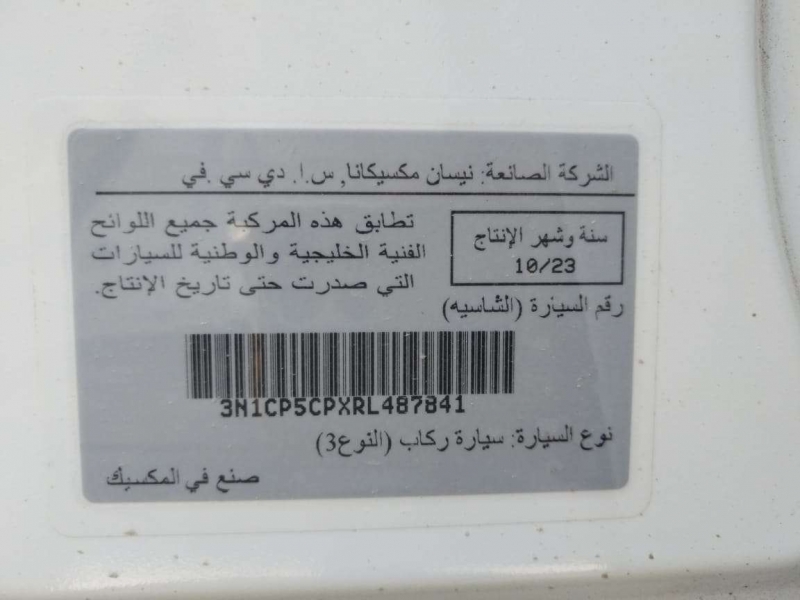 الشركة الصانعة: نيسان مكسيكانا, س.ا. دي سي .في
سنة وشهر الإنتاج
10/23
تطابق هذه المركبة جميع اللوائح
الفنية الخليجية والوطنية للسيارات
التي صدرت حتى تاريخ الإنتاج.
رقم السيارة (الشاسيه)
3N1CP5CPXRL487841
نوع السيارة: سيارة ركاب (النوع3)
صنع في المكسيك